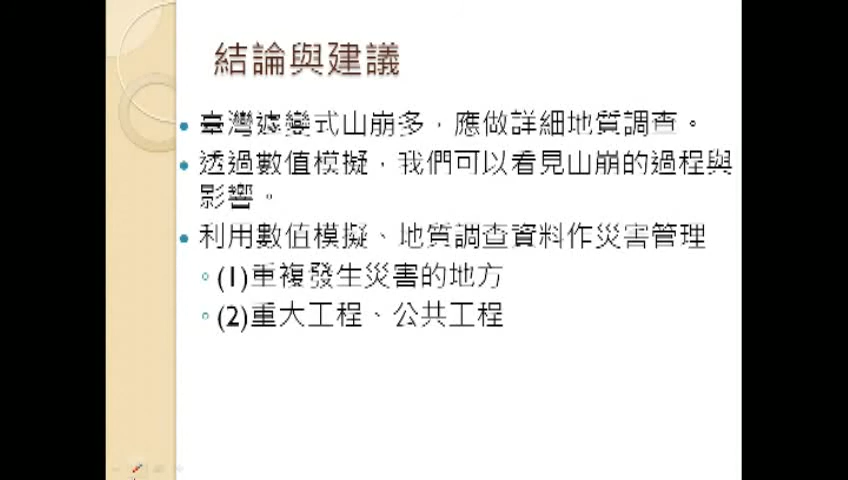 結論與建議
臺灣遽變式山崩多，應做詳細地質調查。
透過數值模擬，我們可以看見山崩的過程與
影響。
利用數值模擬、地質調查資料作災害管理
(1)重複發生災害的地方
(2)重大工程、公共工程